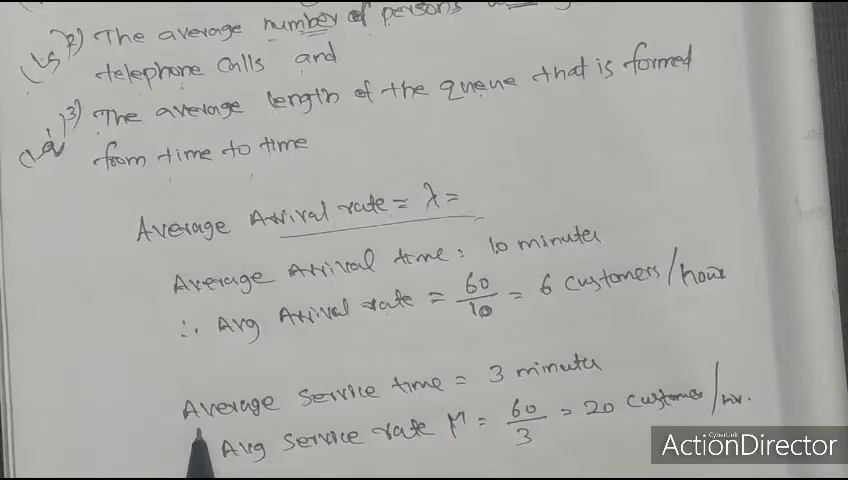 2) The average number of persons
telephone calls and
3) The average length of the queue that is formed
from time to time
Average Arrival rate = λ =
Average Arrival time = 10 minutes
∴ Avg Arrival rate = 60/10 = 6 customers/hour
Average service time = 3 minutes
Avg service rate μ = 60/3 = 20 customer/hr.
CyberLink
ActionDirector